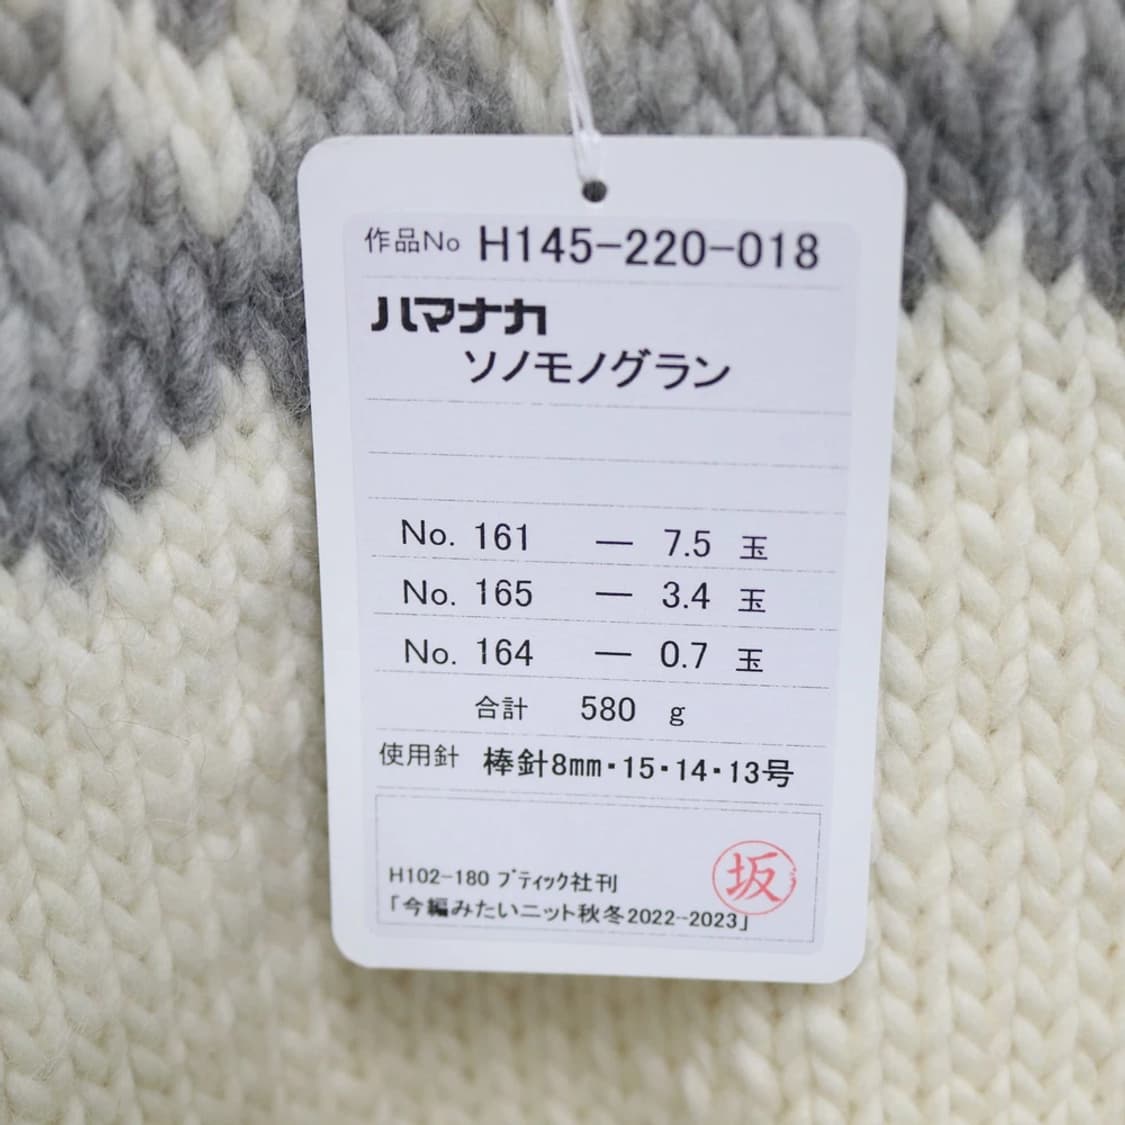 作品No H145-220-018
ハマナカ
ソノモノグラン
No. 161 — 7.5 玉
No. 165 — 3.4 玉
No. 164 — 0.7 玉
合計 580 g
使用針 棒針8mm・15・14・13号
H102-180 ブティック社刊
「今編みたいニット秋冬2022-2023」
坂